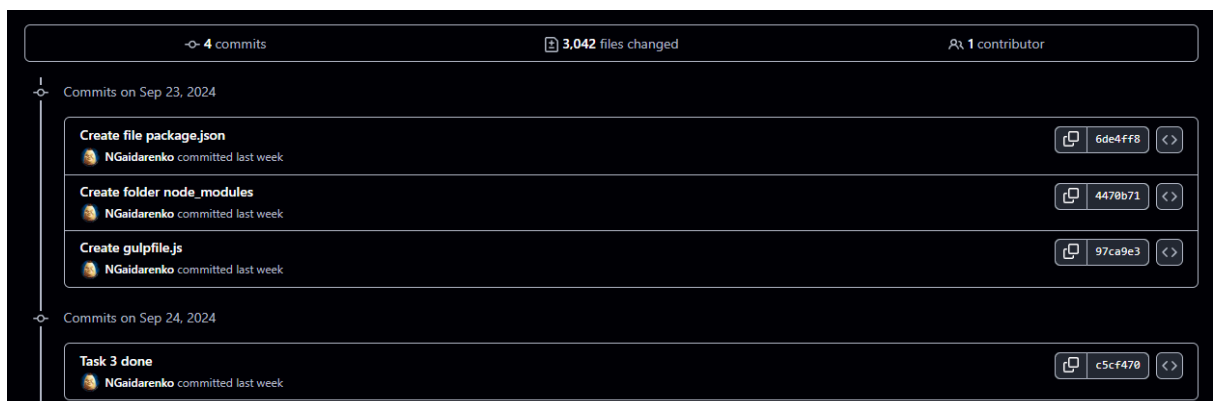 4 commits
3,042 files changed
1 contributor
Commits on Sep 23, 2024
Create file package.json
6de4ff8
NGaidarenko committed last week
Create folder node_modules
4470b71
NGaidarenko committed last week
Create gulpfile.js
97ca9e3
NGaidarenko committed last week
Commits on Sep 24, 2024
Task 3 done
c5cf470
NGaidarenko committed last week